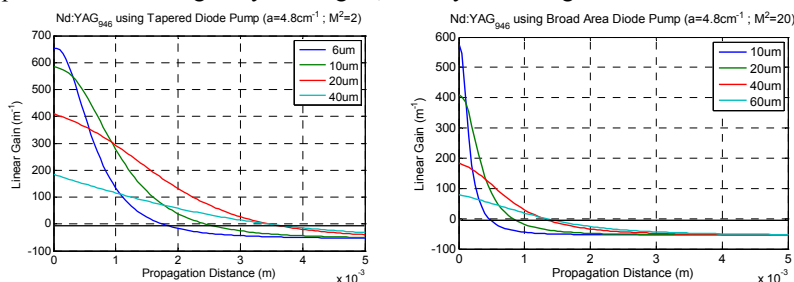 Nd:YAG946 using Tapered Diode Pump (a=4.8cm-1 ; M2=2)
700
600
500
400
300
200
100
0
-100
Linear Gain (m-1)
6um
10um
20um
40um
0
1
2
3
4
5
Propagation Distance (m)
x 10-3
Nd:YAG946 using Broad Area Diode Pump (a=4.8cm-1 ; M2=20)
600
500
400
300
200
100
0
-100
Linear Gain (m-1)
10um
20um
40um
60um
0
1
2
3
4
5
Propagation Distance (m)
x 10-3